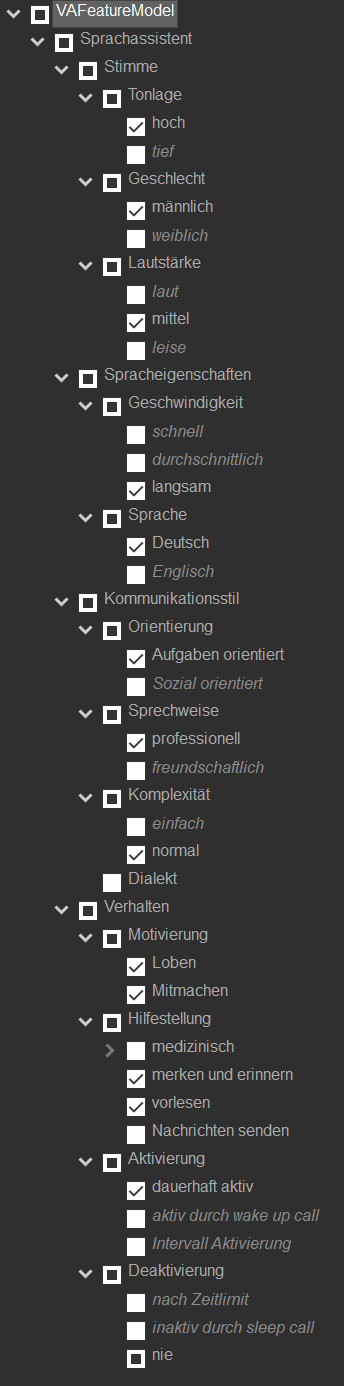 VAFeatureModel
Sprachassistent
Stimme
Tonlage
hoch
tief
Geschlecht
männlich
weiblich
Lautstärke
laut
mittel
leise
Spracheigenschaften
Geschwindigkeit
schnell
durchschnittlich
langsam
Sprache
Deutsch
Englisch
Kommunikationsstil
Orientierung
Aufgaben orientiert
Sozial orientiert
Sprechweise
professionell
freundschaftlich
Komplexität
einfach
normal
Dialekt
Verhalten
Motivierung
Loben
Mitmachen
Hilfestellung
medizinisch
merken und erinnern
vorlesen
Nachrichten senden
Aktivierung
dauerhaft aktiv
aktiv durch wake up call
Intervall Aktivierung
Deaktivierung
nach Zeitlimit
inaktiv durch sleep call
nie